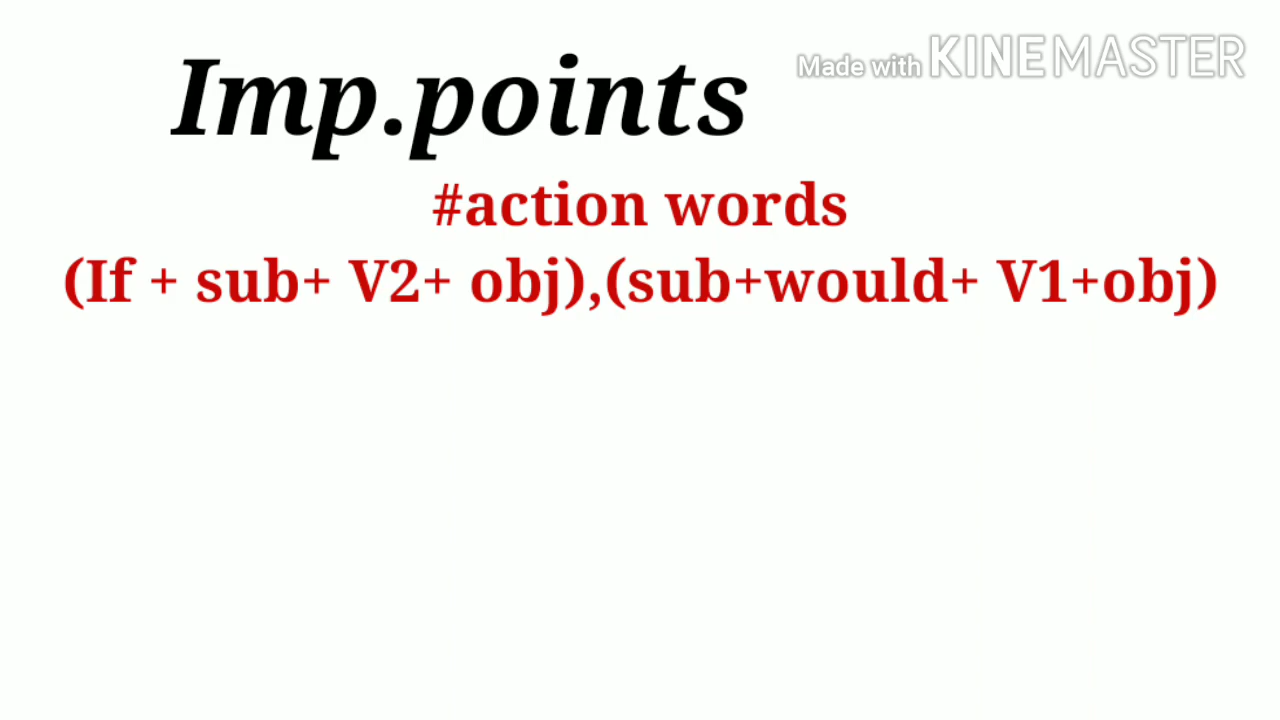 Imp.points
Made with KINEMASTER
#action words
(If + sub+ V2+ obj),(sub+would+ V1+obj)